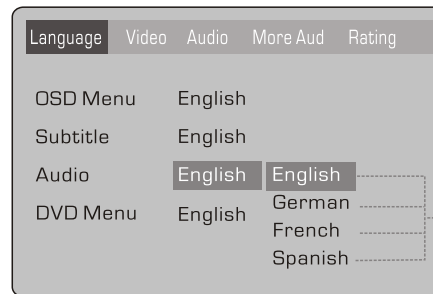 Language Video Audio More Aud Rating
OSD Menu English
Subtitle English
Audio English English
German
DVD Menu English
French
Spanish